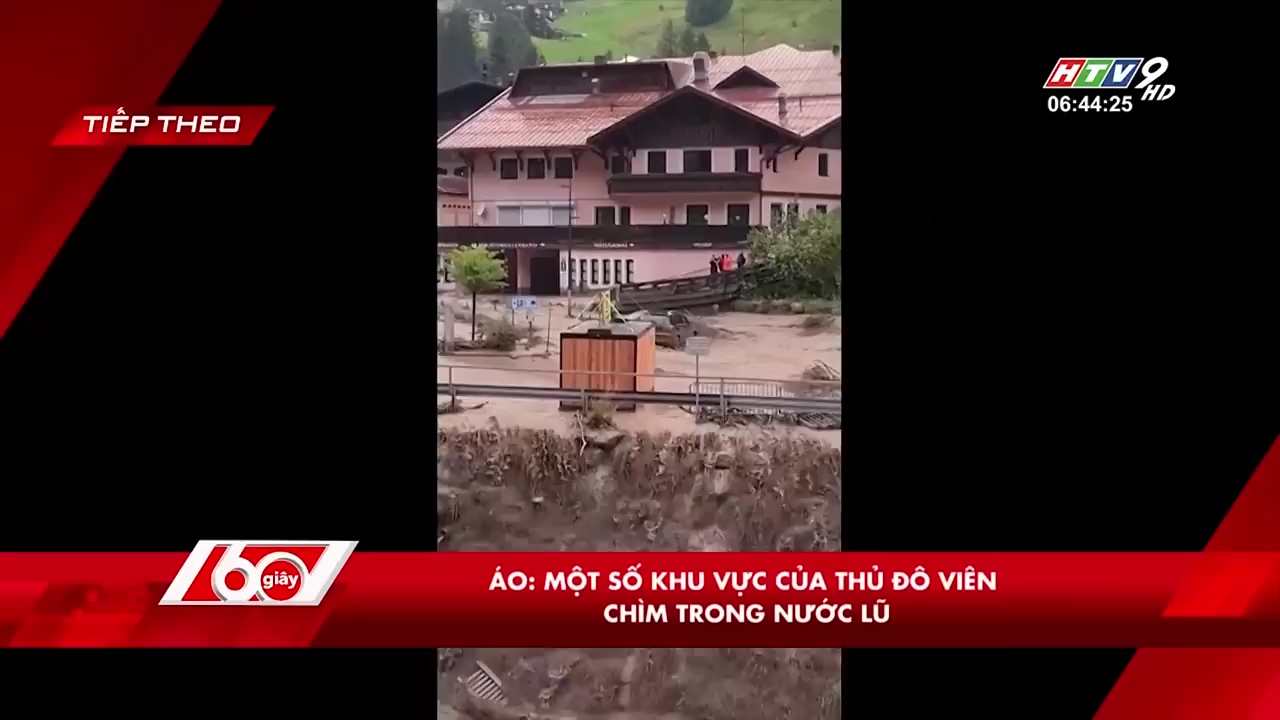 TIẾP THEO
HTV9
HD
06:44:25
60 giây
ÁO: MỘT SỐ KHU VỰC CỦA THỦ ĐÔ VIÊN
CHÌM TRONG NƯỚC LŨ